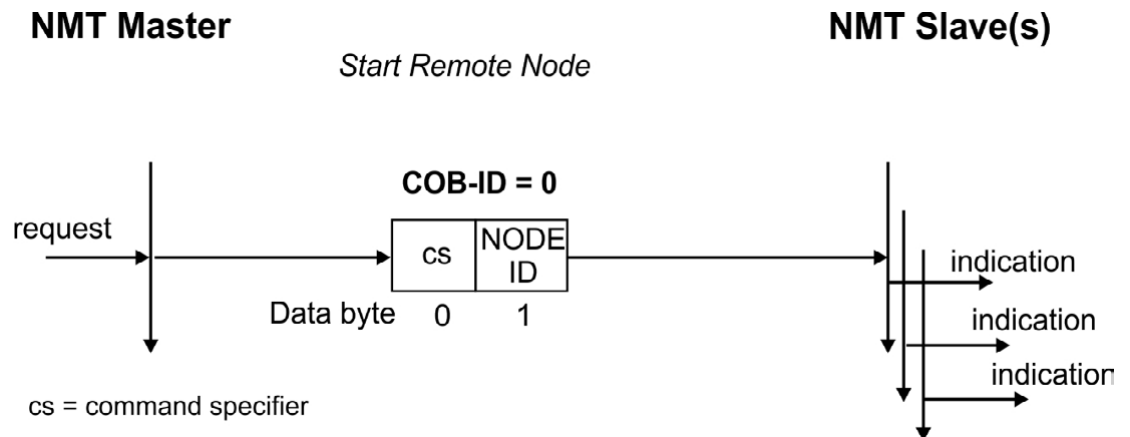 NMT Master
NMT Slave(s)
Start Remote Node
COB-ID = 0
request
cs
NODE
ID
indication
Data byte 0 1
indication
indication
cs = command specifier